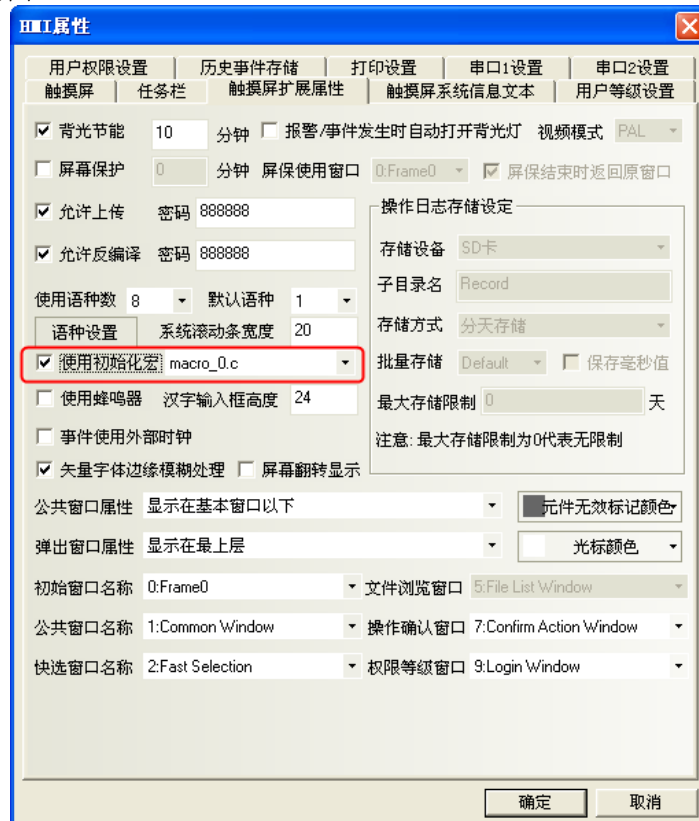 HMI属性
用户权限设置 历史事件存储 打印设置 串口1设置 串口2设置
触摸屏 任务栏 触摸屏扩展属性 触摸屏系统信息文本 用户等级设置
背光节能 10 分钟 报警/事件发生时自动打开背光灯 视频模式 PAL
屏幕保护 0 分钟 屏保使用窗口 0:Frame0 屏保结束时返回原窗口
允许上传 密码 888888
允许反编译 密码 888888
使用语种数 8 默认语种 1
语种设置 系统滚动条宽度 20
使用初始化宏 macro_0.c
使用蜂鸣器 汉字输入框高度 24
事件使用外部时钟
矢量字体边缘模糊处理 屏幕翻转显示
操作日志存储设定
存储设备 SD卡
子目录名 Record
存储方式 分天存储
批量存储 Default 保存毫秒值
最大存储限制 0 天
注意: 最大存储限制为0代表无限制
公共窗口属性 显示在基本窗口以下 元件无效标记颜色
弹出窗口属性 显示在最上层 光标颜色
初始窗口名称 0:Frame0 文件浏览窗口 5:File List Window
公共窗口名称 1:Common Window 操作确认窗口 7:Confirm Action Window
快选窗口名称 2:Fast Selection 权限等级窗口 9:Login Window
确定 取消